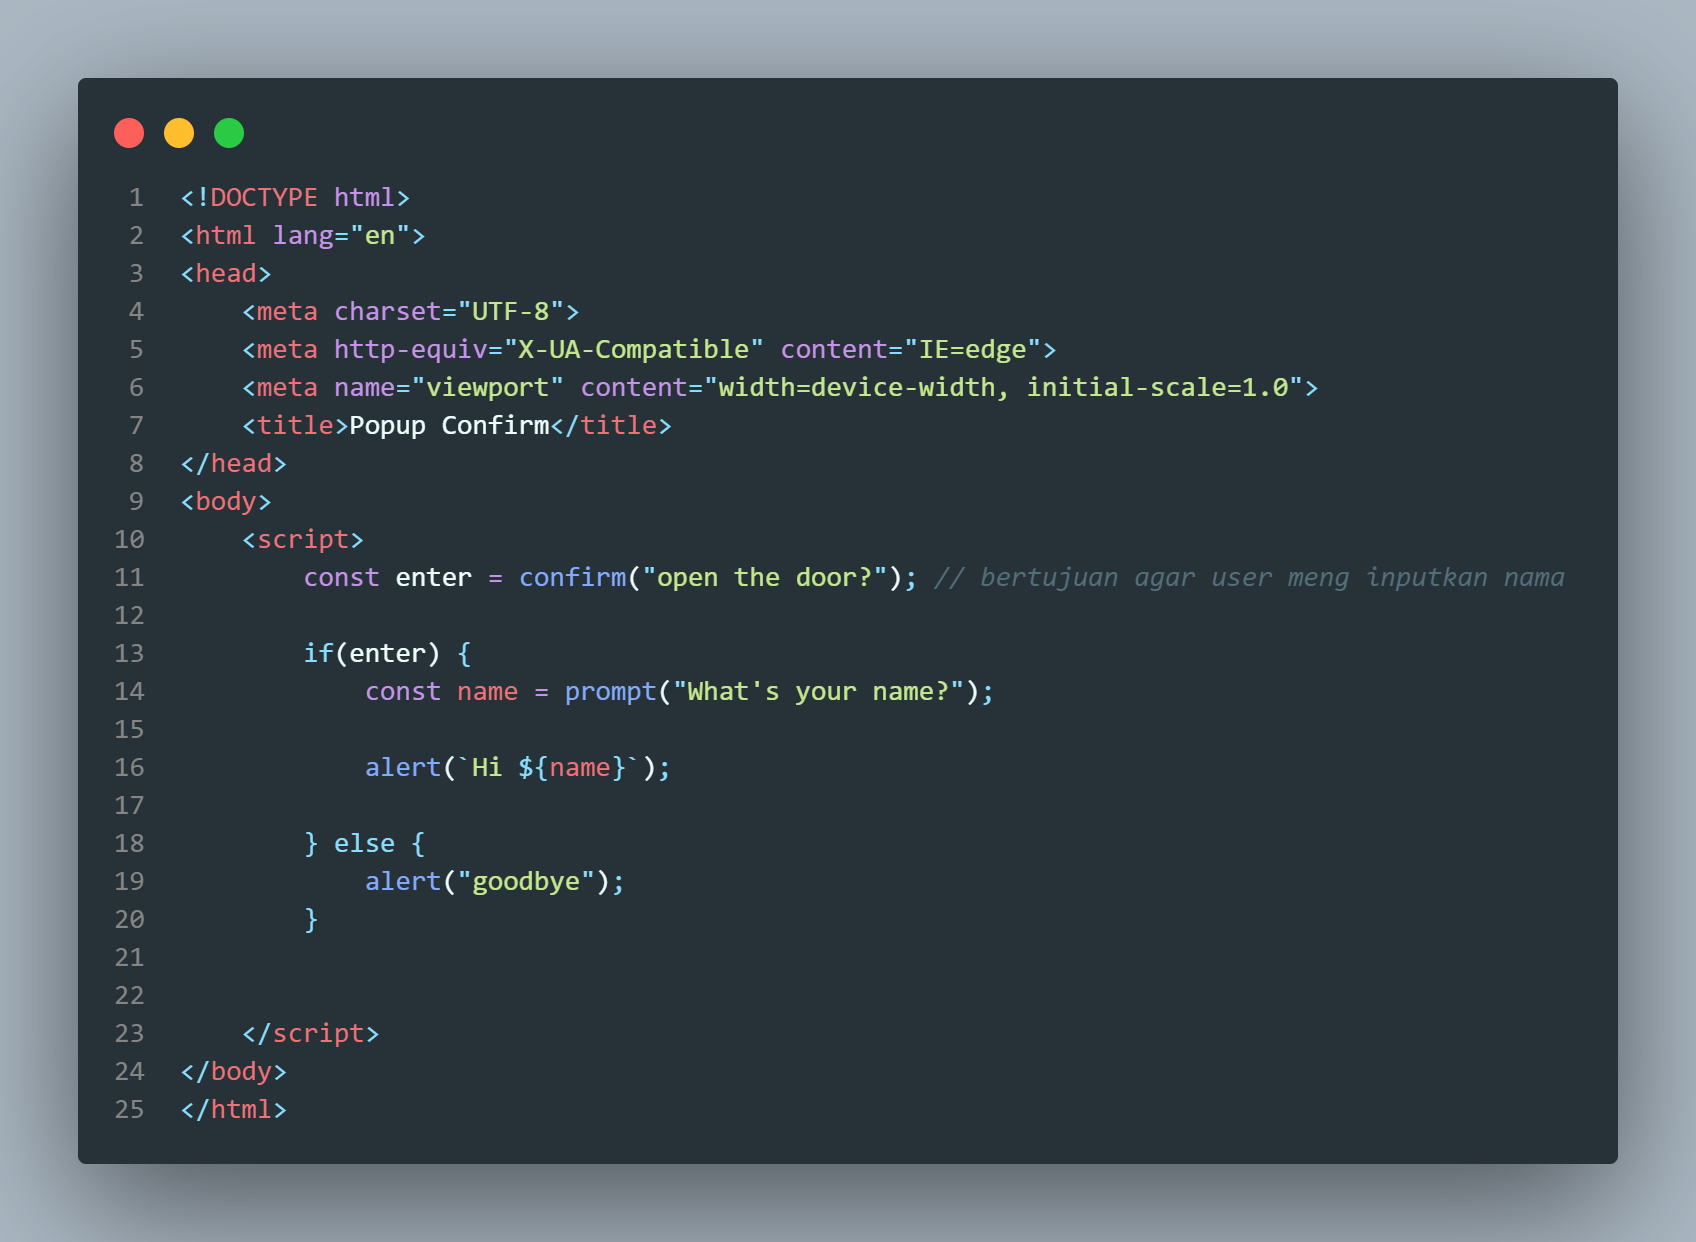 1 <!DOCTYPE html>
2 <html lang="en">
3 <head>
4     <meta charset="UTF-8">
5     <meta http-equiv="X-UA-Compatible" content="IE=edge">
6     <meta name="viewport" content="width=device-width, initial-scale=1.0">
7     <title>Popup Confirm</title>
8 </head>
9 <body>
10     <script>
11         const enter = confirm("open the door?"); // bertujuan agar user meng inputkan nama
12
13         if(enter) {
14             const name = prompt("What's your name?");
15
16             alert(`Hi ${name}`);
17
18         } else {
19             alert("goodbye");
20         }
21
22
23     </script>
24 </body>
25 </html>